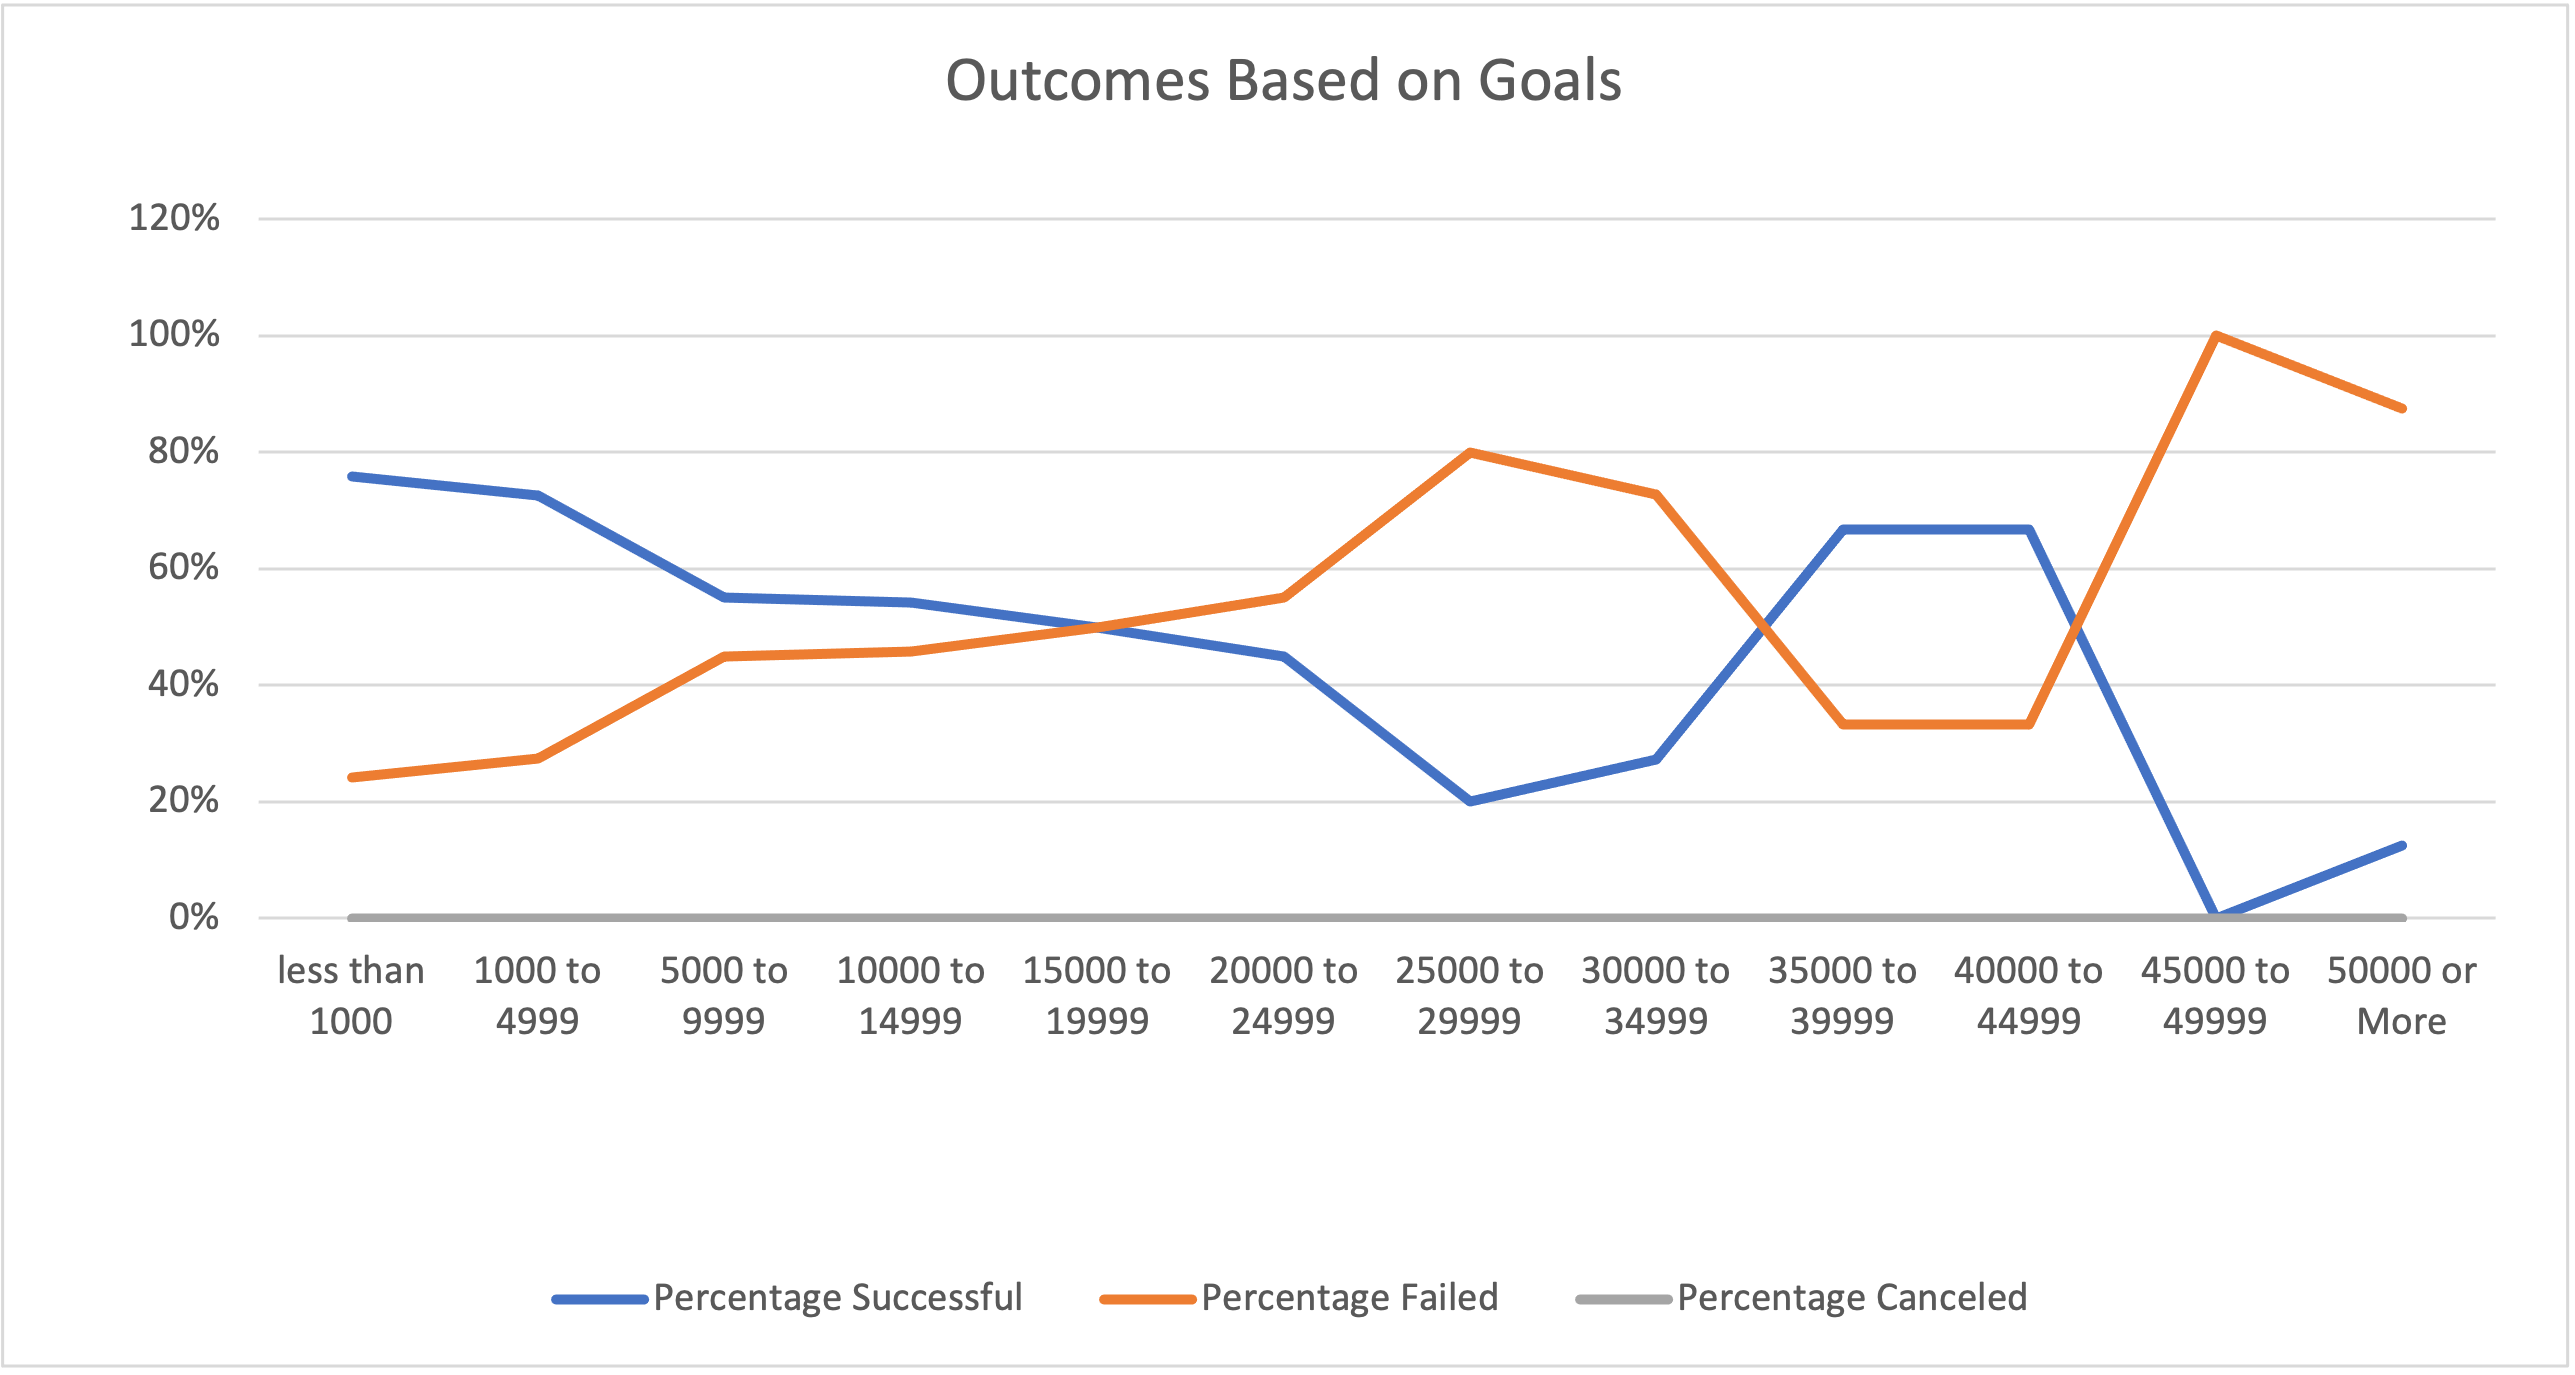 Outcomes Based on Goals
120%
100%
80%
60%
40%
20%
0%
less than 1000 to 5000 to 10000 to 15000 to 20000 to 25000 to 30000 to 35000 to 40000 to 45000 to 50000 or
1000 4999 9999 14999 19999 24999 29999 34999 39999 44999 49999 More
Percentage Successful Percentage Failed Percentage Canceled